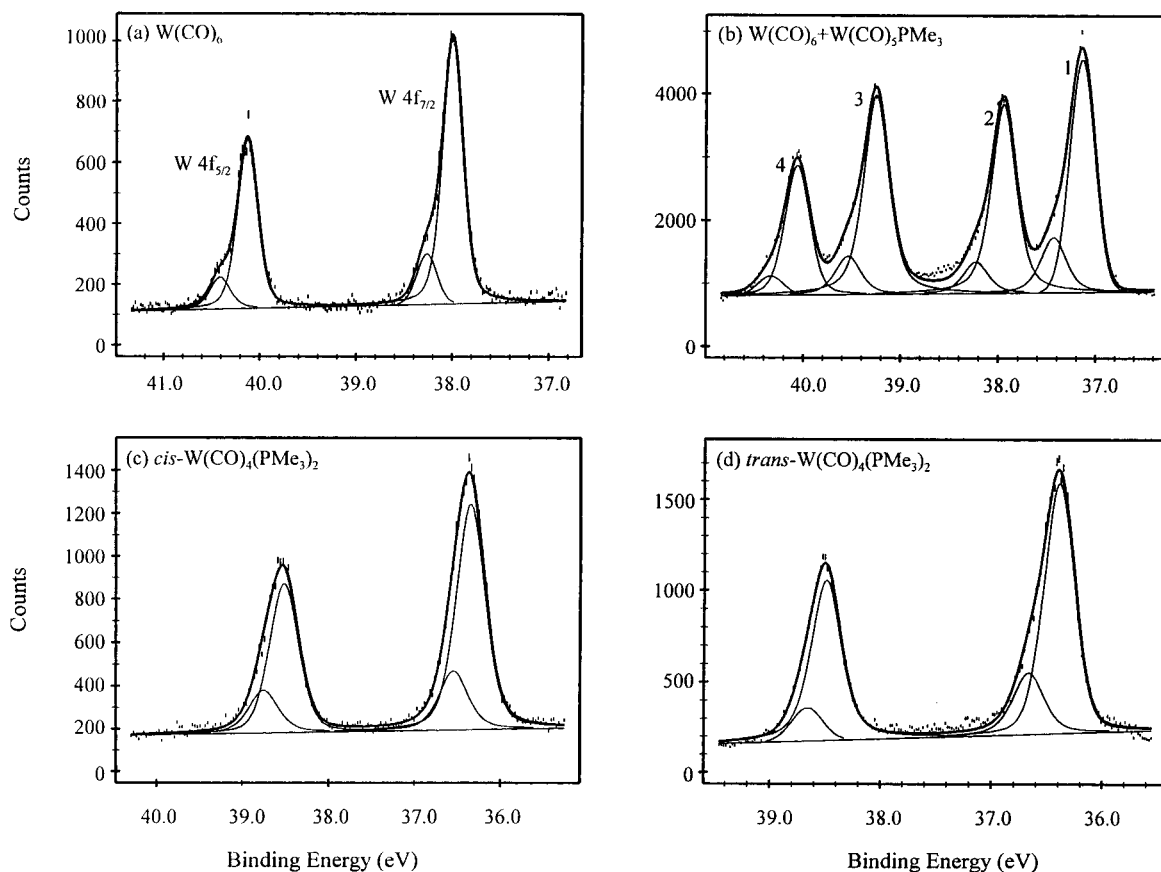 (a) W(CO)₆
W 4f₅/₂
W 4f₇/₂
Counts
1000
800
600
400
200
0
41.0 40.0 39.0 38.0 37.0
(b) W(CO)₆+W(CO)₅PMe₃
1
2
3
4
4000
2000
0
40.0 39.0 38.0 37.0
(c) cis-W(CO)₄(PMe₃)₂
Counts
1400
1200
1000
800
600
400
200
0
40.0 39.0 38.0 37.0 36.0
Binding Energy (eV)
(d) trans-W(CO)₄(PMe₃)₂
1500
1000
500
0
39.0 38.0 37.0 36.0
Binding Energy (eV)